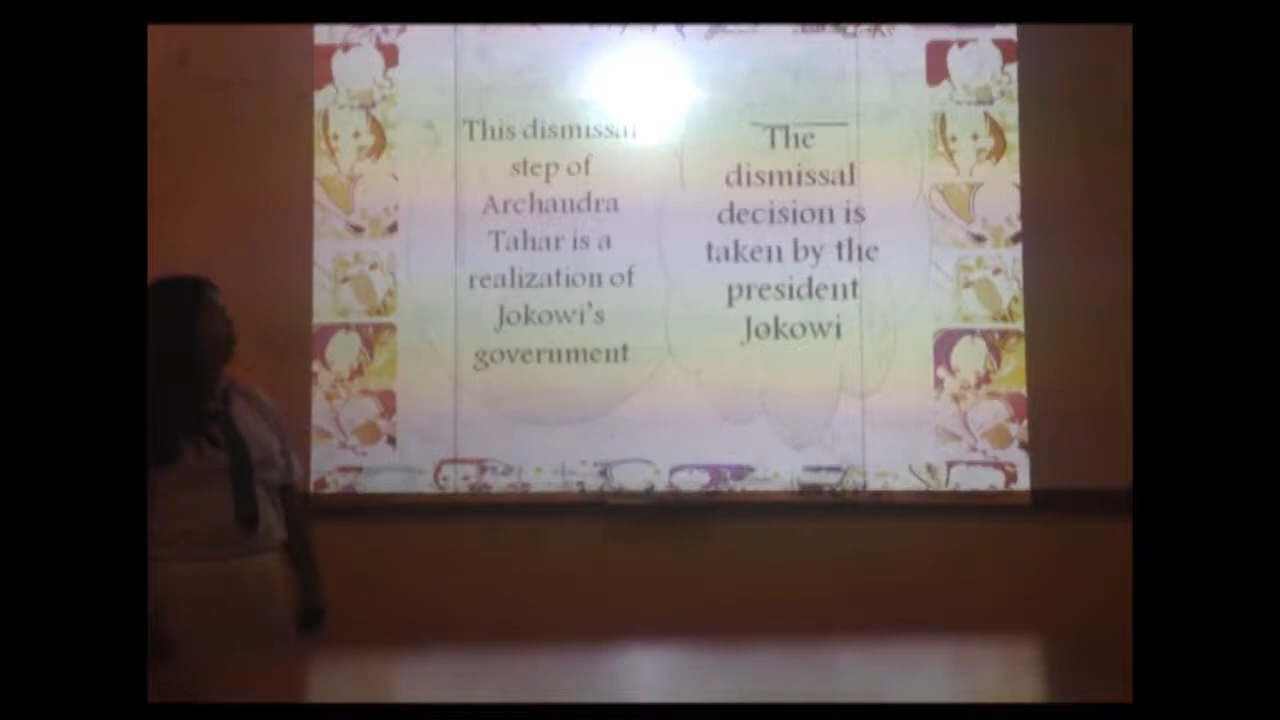 This dismissal
step of
Archandra
Tahar is a
realization of
Jokowi's
government
The
dismissal
decision is
taken by the
president
Jokowi